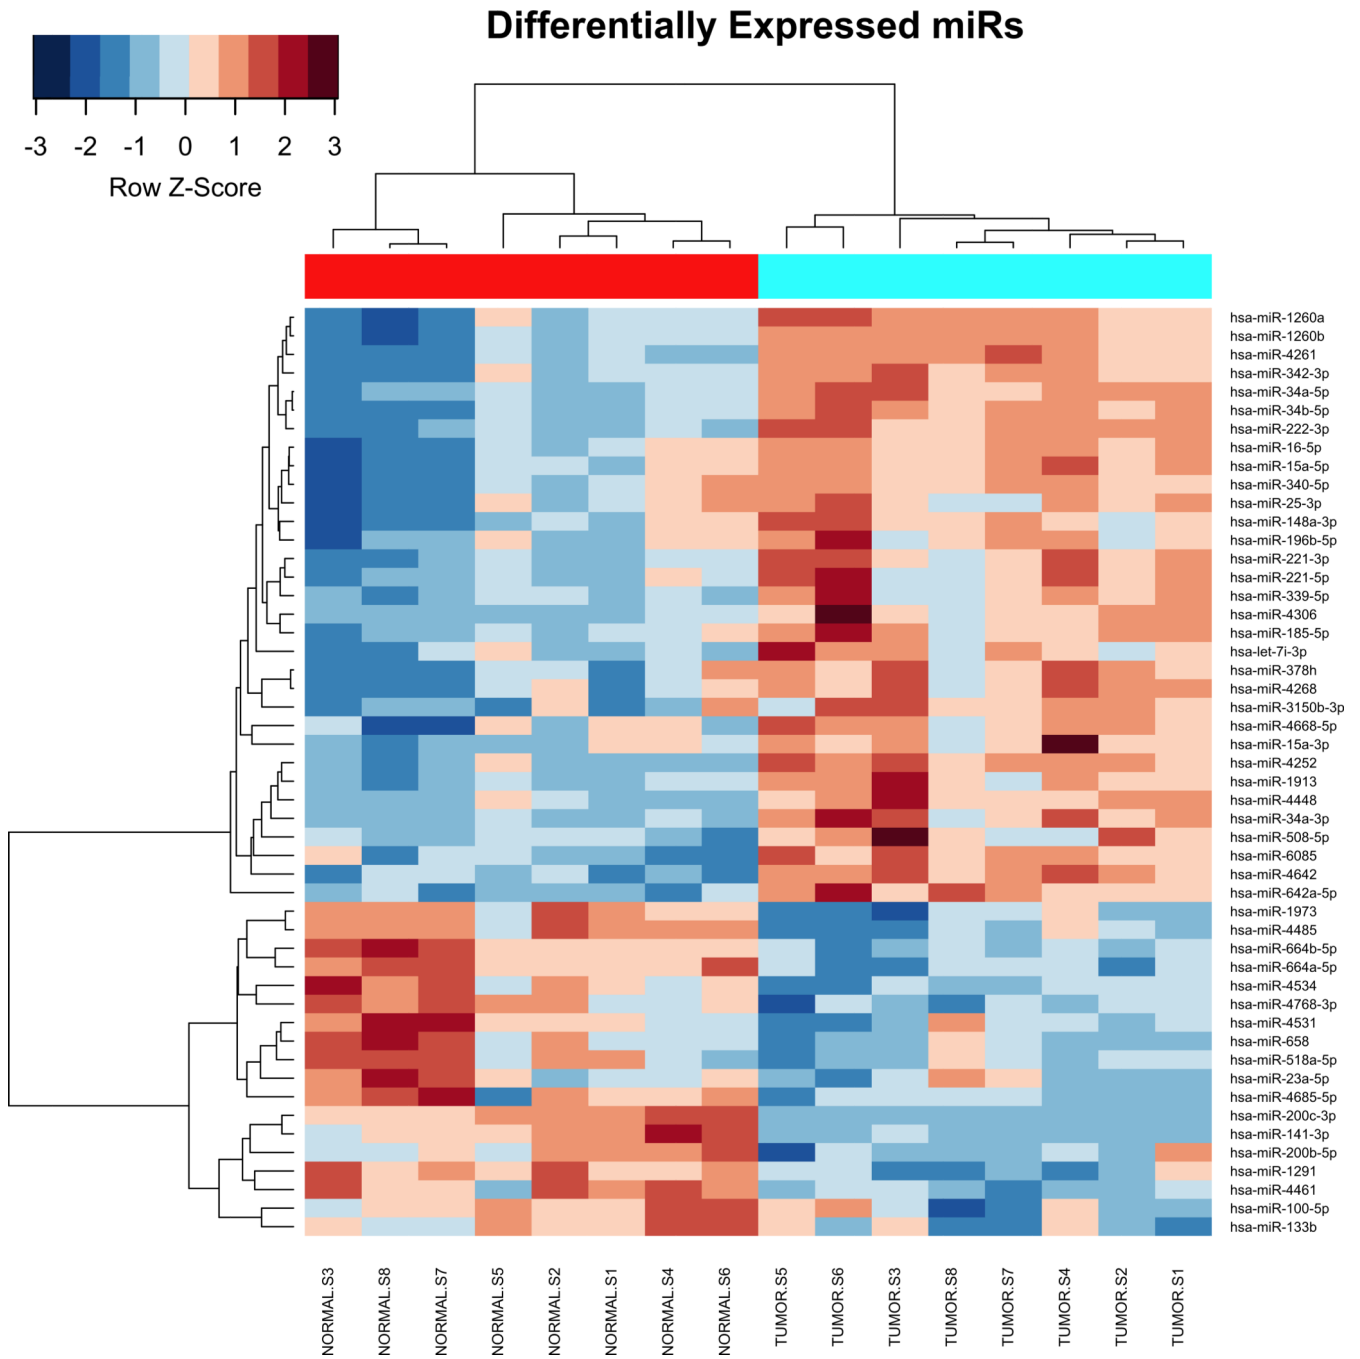 Differentially Expressed miRs
-3 -2 -1 0 1 2 3
Row Z-Score
hsa-miR-1260a
hsa-miR-1260b
hsa-miR-4261
hsa-miR-342-3p
hsa-miR-34a-5p
hsa-miR-34b-5p
hsa-miR-222-3p
hsa-miR-16-5p
hsa-miR-15a-5p
hsa-miR-340-5p
hsa-miR-25-3p
hsa-miR-148a-3p
hsa-miR-196b-5p
hsa-miR-221-3p
hsa-miR-221-5p
hsa-miR-339-5p
hsa-miR-4306
hsa-miR-185-5p
hsa-let-7i-3p
hsa-miR-378h
hsa-miR-4268
hsa-miR-3150b-3p
hsa-miR-4668-5p
hsa-miR-15a-3p
hsa-miR-4252
hsa-miR-1913
hsa-miR-4448
hsa-miR-34a-3p
hsa-miR-508-5p
hsa-miR-6085
hsa-miR-4642
hsa-miR-642a-5p
hsa-miR-1973
hsa-miR-4485
hsa-miR-664b-5p
hsa-miR-664a-5p
hsa-miR-4534
hsa-miR-4768-3p
hsa-miR-4531
hsa-miR-658
hsa-miR-518a-5p
hsa-miR-23a-5p
hsa-miR-4685-5p
hsa-miR-200c-3p
hsa-miR-141-3p
hsa-miR-200b-5p
hsa-miR-1291
hsa-miR-4461
hsa-miR-100-5p
hsa-miR-133b
NORMAL.S3
NORMAL.S8
NORMAL.S7
NORMAL.S5
NORMAL.S2
NORMAL.S1
NORMAL.S4
NORMAL.S6
TUMOR.S5
TUMOR.S6
TUMOR.S3
TUMOR.S8
TUMOR.S7
TUMOR.S4
TUMOR.S2
TUMOR.S1